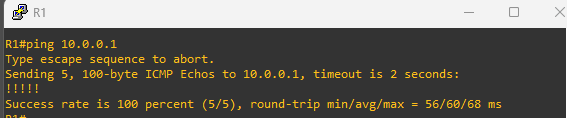 R1
R1#ping 10.0.0.1
Type escape sequence to abort.
Sending 5, 100-byte ICMP Echos to 10.0.0.1, timeout is 2 seconds:
!!!!!
Success rate is 100 percent (5/5), round-trip min/avg/max = 56/60/68 ms
R1#